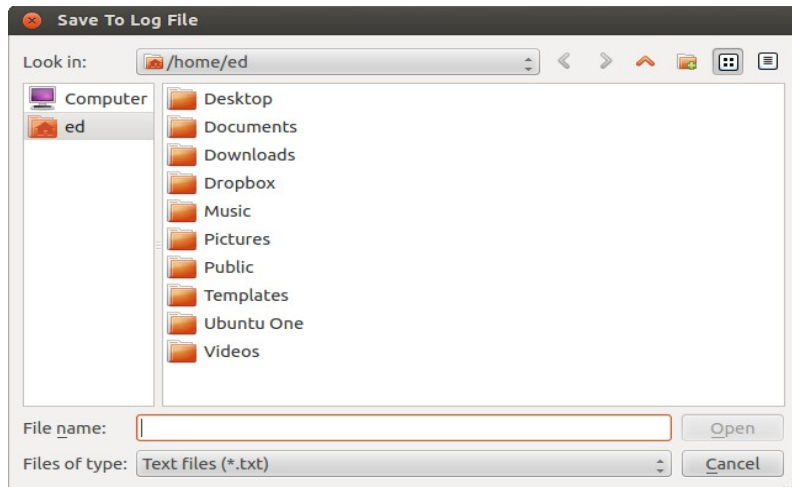 Save To Log File
Look in: /home/ed
Computer
ed
Desktop
Documents
Downloads
Dropbox
Music
Pictures
Public
Templates
Ubuntu One
Videos
File name: Open
Files of type: Text files (*.txt) Cancel